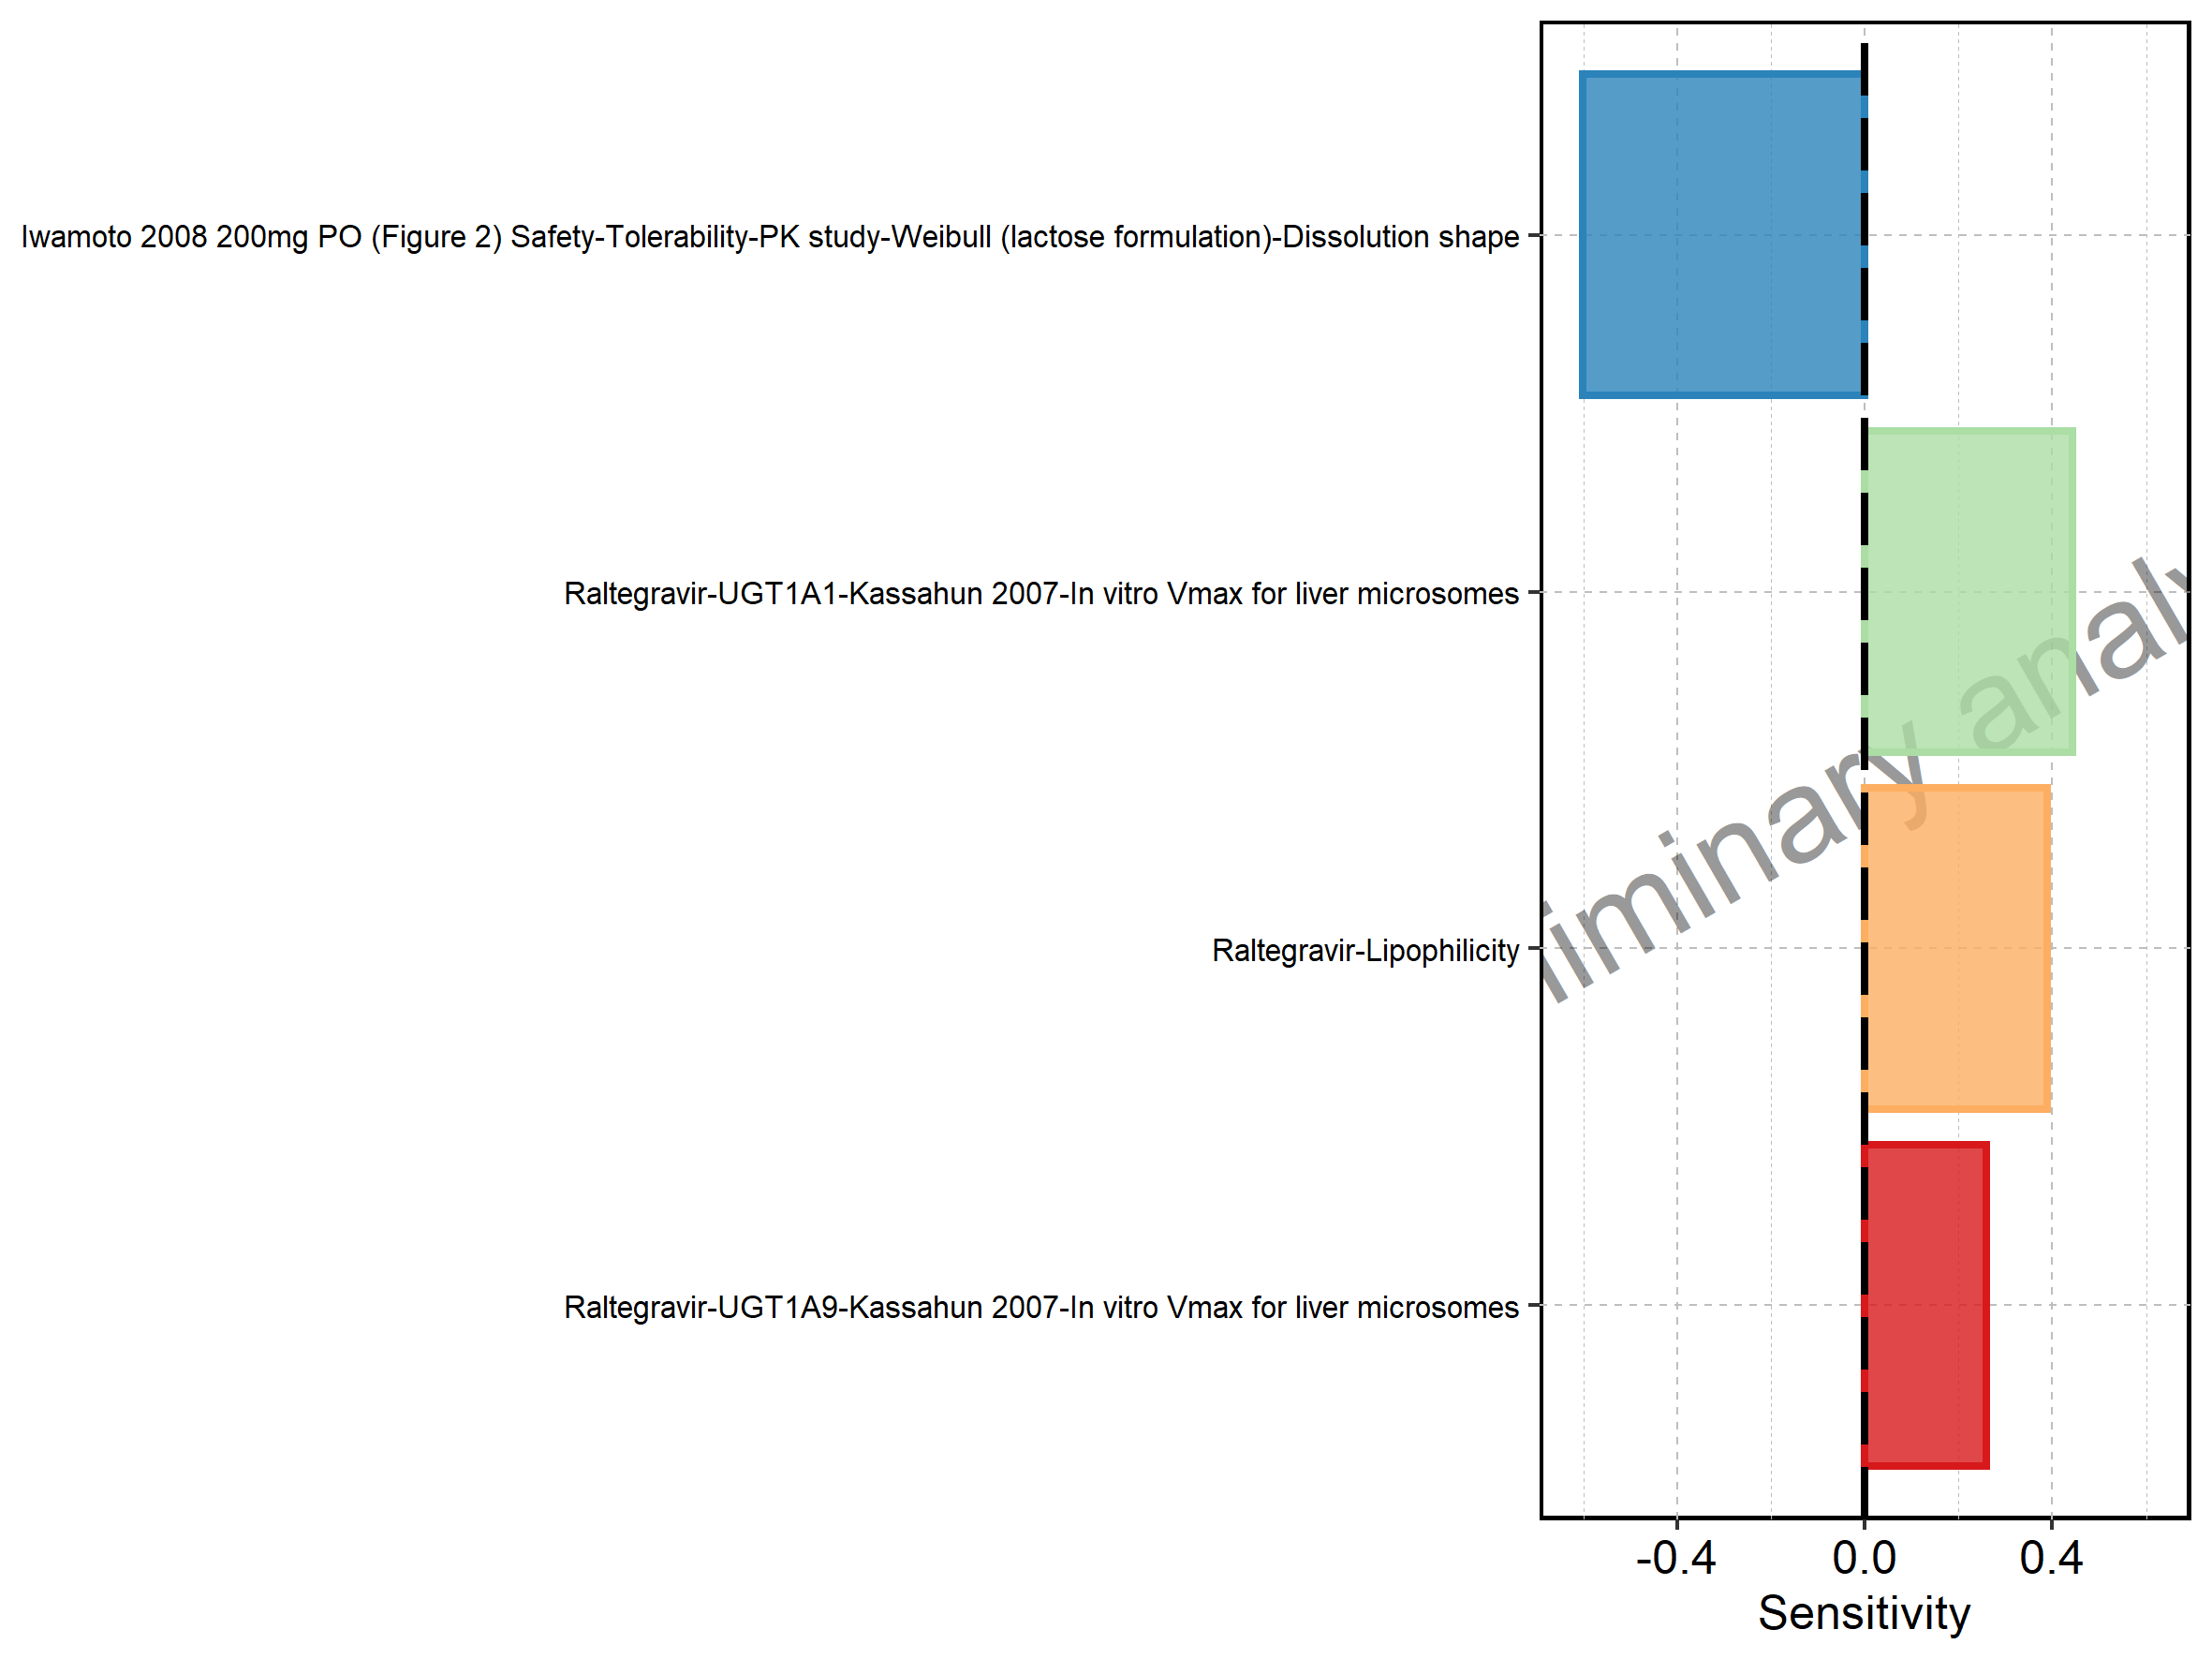 Iwamoto 2008 200mg PO (Figure 2) Safety-Tolerability-PK study-Weibull (lactose formulation)-Dissolution shape
Raltegravir-UGT1A1-Kassahun 2007-In vitro Vmax for liver microsomes
Raltegravir-Lipophilicity
Raltegravir-UGT1A9-Kassahun 2007-In vitro Vmax for liver microsomes
-0.4 0.0 0.4
Sensitivity